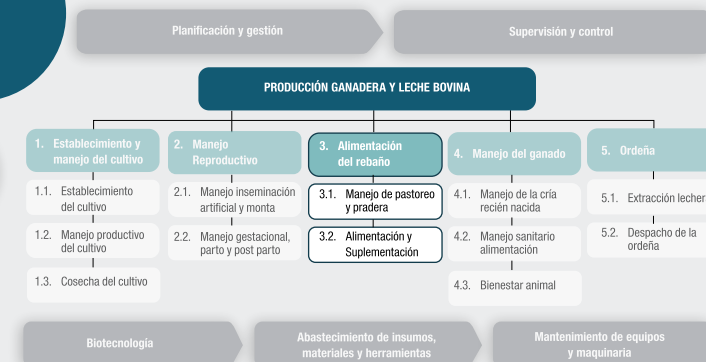 Planificación y gestión
Supervisión y control
PRODUCCIÓN GANADERA Y LECHE BOVINA
1. Establecimiento y
manejo del cultivo
1.1. Establecimiento
del cultivo
1.2. Manejo productivo
del cultivo
1.3. Cosecha del cultivo
2. Manejo
Reproductivo
2.1. Manejo inseminación
artificial y monta
2.2. Manejo gestacional,
parto y post parto
3. Alimentación
del rebaño
3.1. Manejo de pastoreo
y pradera
3.2. Alimentación y
Suplementación
4. Manejo del ganado
4.1. Manejo de la cría
recién nacida
4.2. Manejo sanitario
alimentación
4.3. Bienestar animal
5. Ordeña
5.1. Extracción lecher
5.2. Despacho de la
ordeña
Biotecnología
Abastecimiento de insumos,
materiales y herramientas
Mantenimiento de equipos
y maquinaria